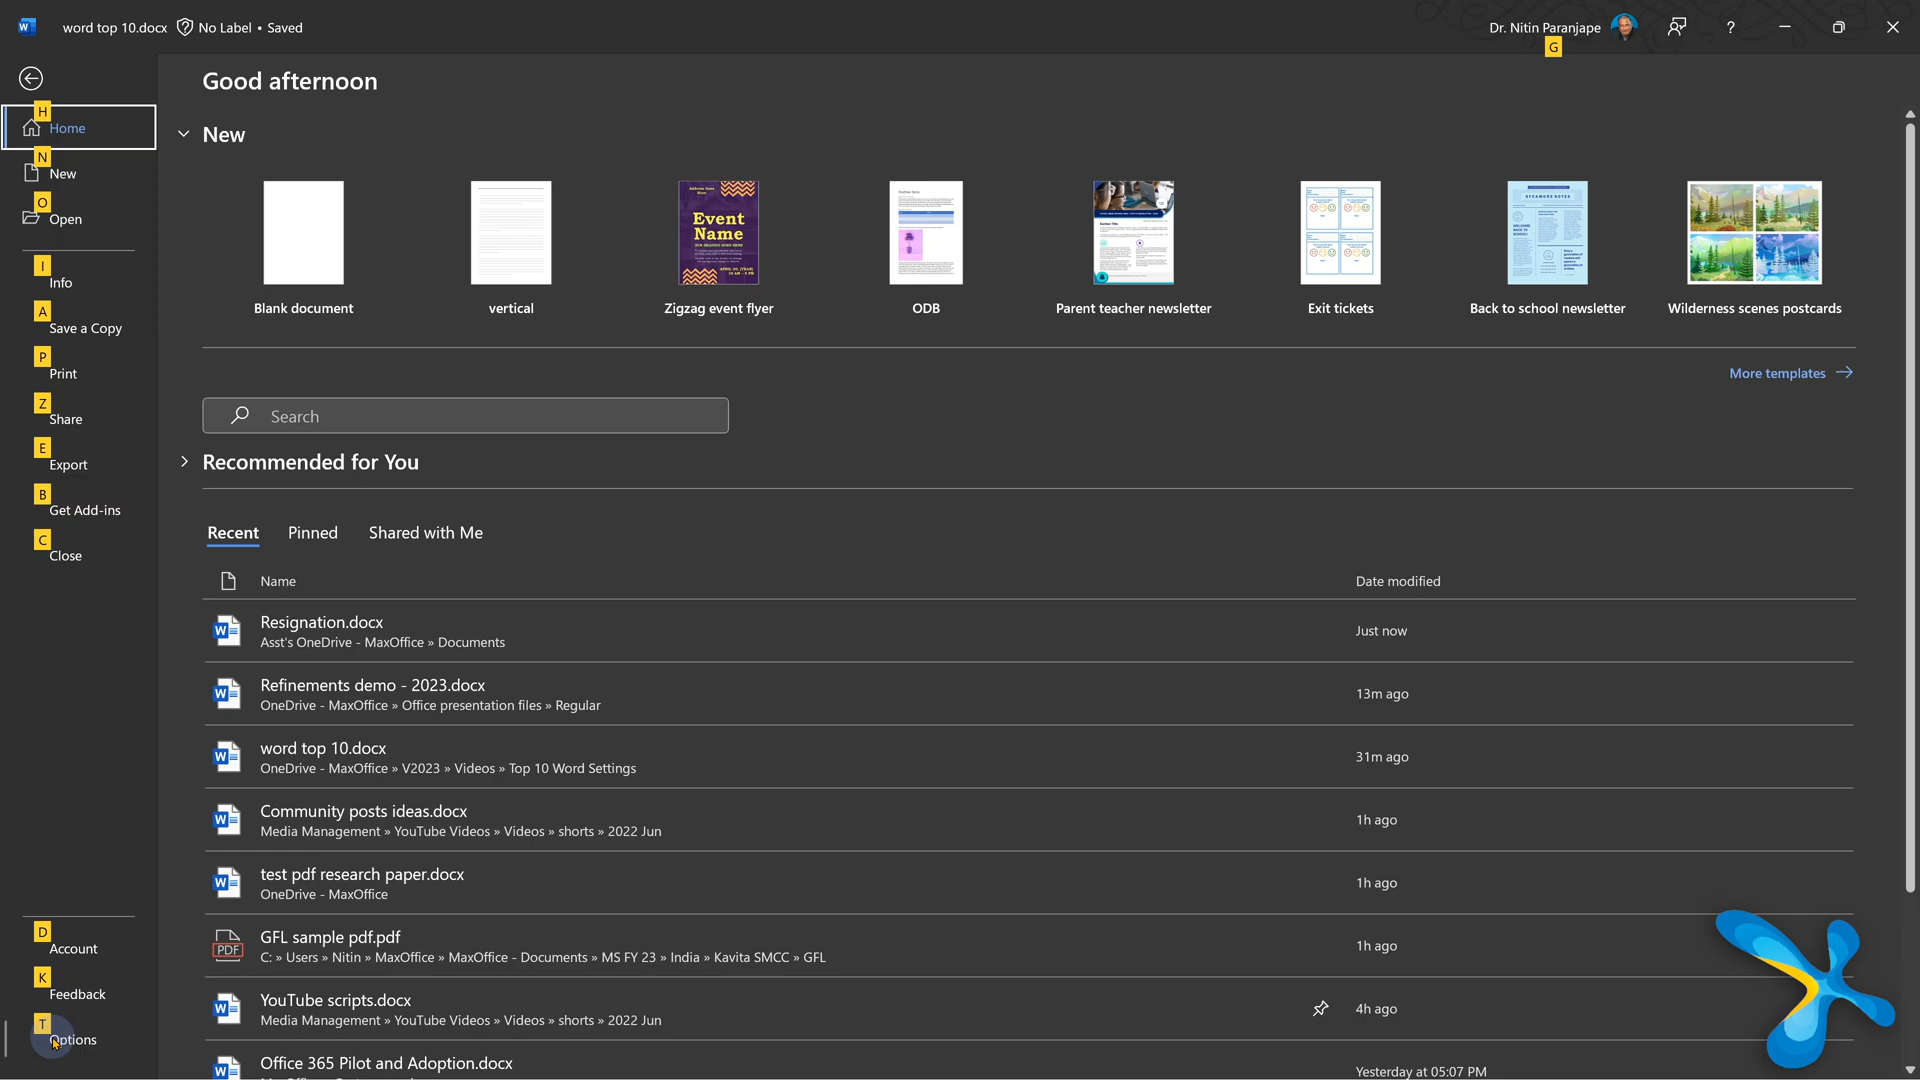 W word top 10.docx No Label • Saved
Dr. Nitin Paranjape ?
G
Good afternoon
H
Home
N
New
O
Open
I
Info
A
Save a Copy
P
Print
Z
Share
E
Export
B
Get Add-ins
C
Close
D
Account
K
Feedback
T
Options
New
Event
Name
SYCAMORE NOTES
Blank document
vertical
Zigzag event flyer
ODB
Parent teacher newsletter
Exit tickets
Back to school newsletter
Wilderness scenes postcards
More templates
Search
Recommended for You
Recent Pinned Shared with Me
Name Date modified
Resignation.docx
Asst's OneDrive - MaxOffice » Documents
Just now
Refinements demo - 2023.docx
OneDrive - MaxOffice » Office presentation files » Regular
13m ago
word top 10.docx
OneDrive - MaxOffice » V2023 » Videos » Top 10 Word Settings
31m ago
Community posts ideas.docx
Media Management » YouTube Videos » Videos » shorts » 2022 Jun
1h ago
test pdf research paper.docx
OneDrive - MaxOffice
1h ago
PDF
GFL sample pdf.pdf
C: » Users » Nitin » MaxOffice » MaxOffice - Documents » MS FY 23 » India » Kavita SMCC » GFL
1h ago
YouTube scripts.docx
Media Management » YouTube Videos » Videos » shorts » 2022 Jun
4h ago
Office 365 Pilot and Adoption.docx
Yesterday at 05:07 PM